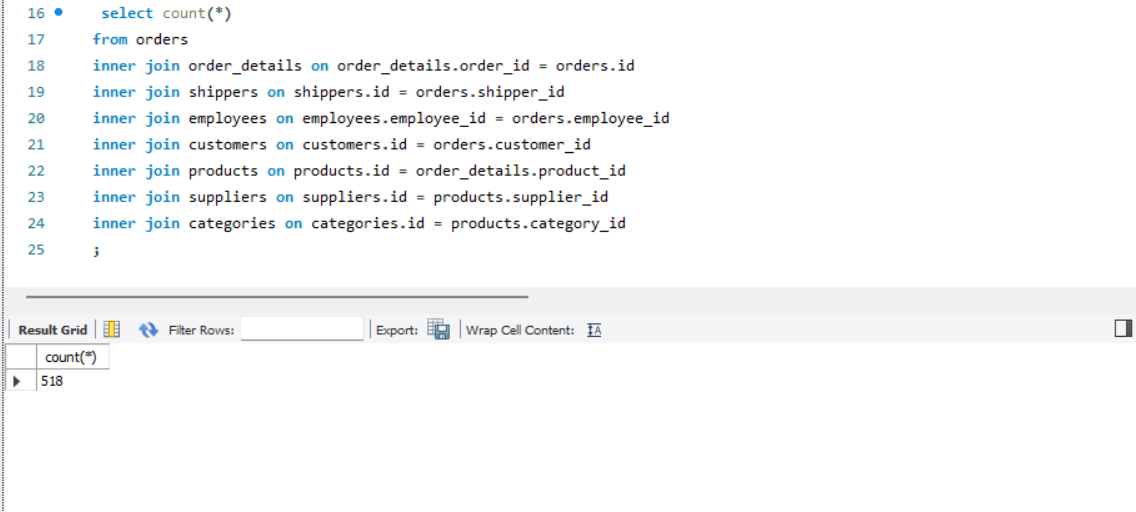 16 select count(*)
17 from orders
18 inner join order_details on order_details.order_id = orders.id
19 inner join shippers on shippers.id = orders.shipper_id
20 inner join employees on employees.employee_id = orders.employee_id
21 inner join customers on customers.id = orders.customer_id
22 inner join products on products.id = order_details.product_id
23 inner join suppliers on suppliers.id = products.supplier_id
24 inner join categories on categories.id = products.category_id
25 ;
Result Grid Filter Rows: Export: Wrap Cell Content: IA
count(*)
518